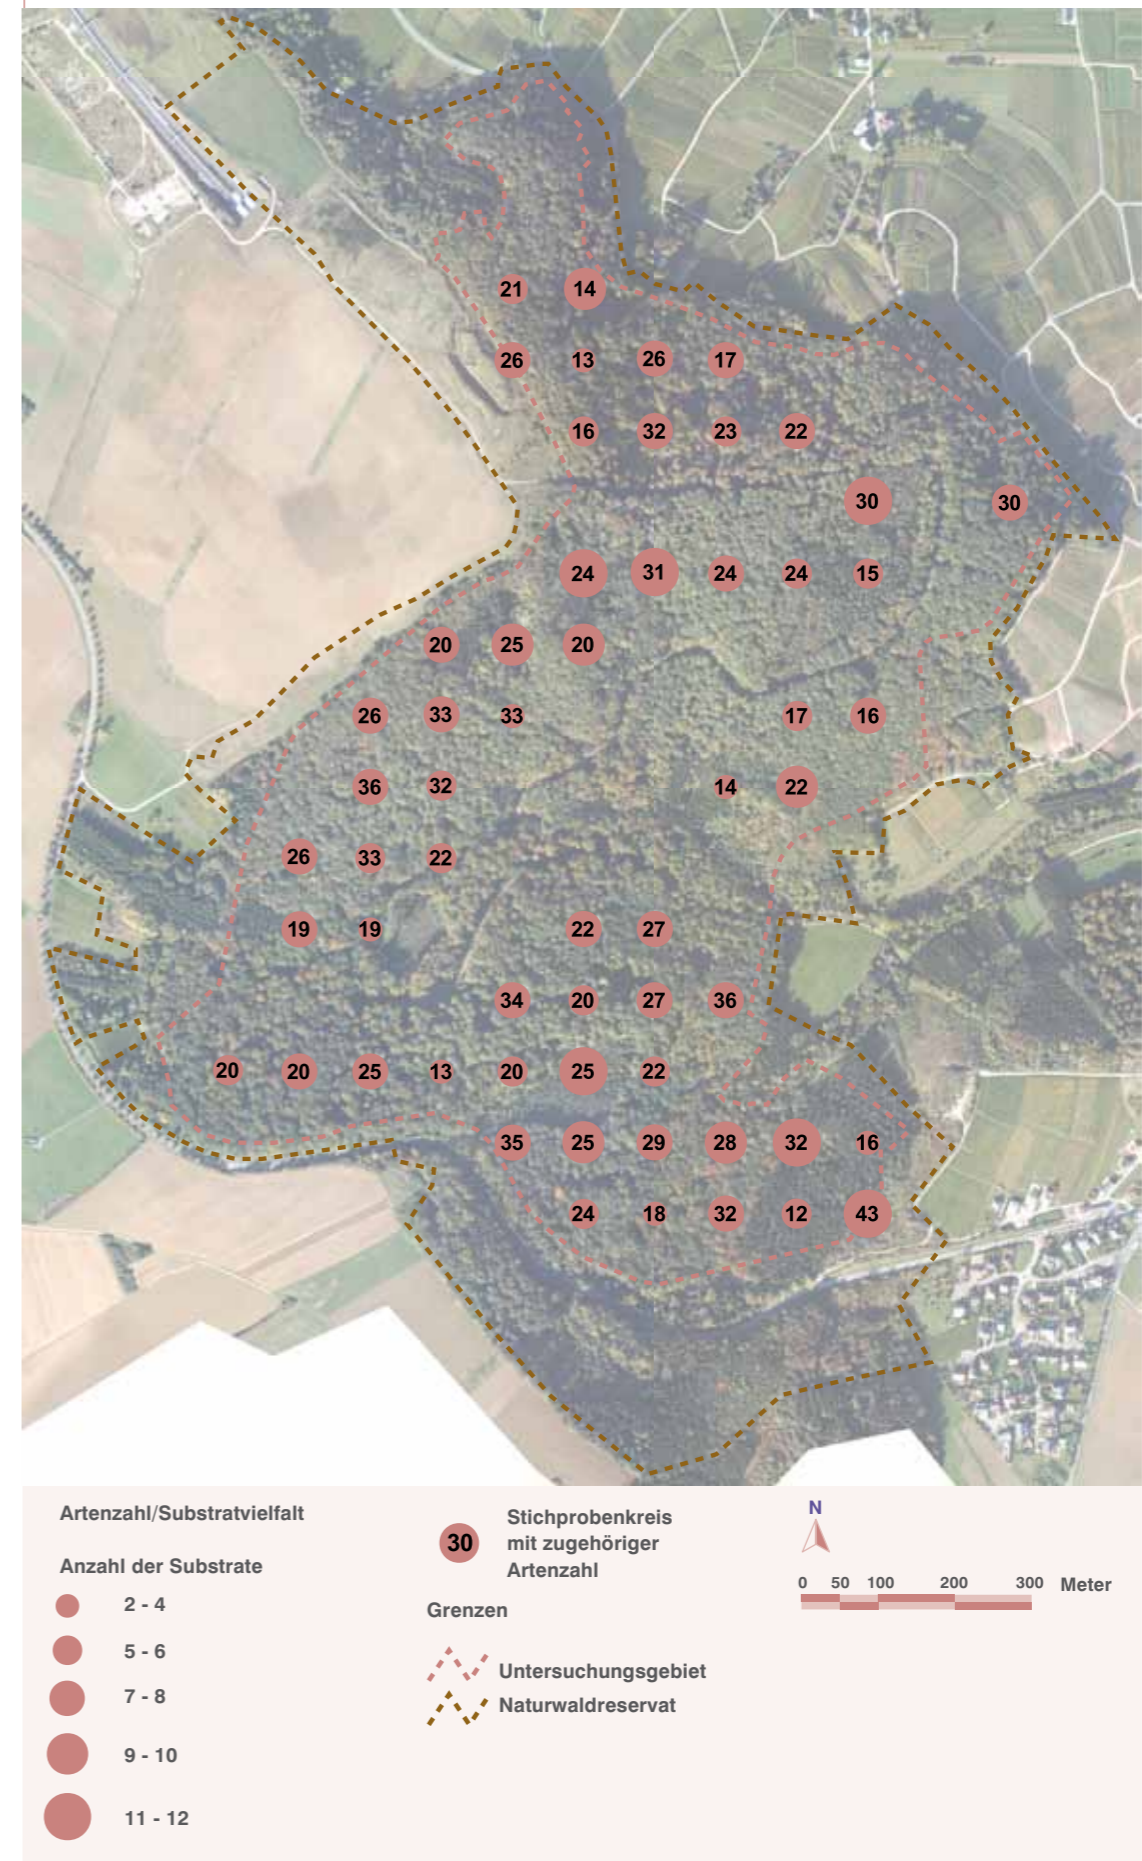 21 14
26 13 26 17
16 32 23 22
30 30
24 31 24 24 15
20 25 20
26 33 33 17 16
36 32 14 22
26 33 22
19 19 22 27
34 20 27 36
20 20 25 13 20 25 22
35 25 29 28 32 16
24 18 32 12 43
Artenzahl/Substratvielfalt
Anzahl der Substrate
2 - 4
5 - 6
7 - 8
9 - 10
11 - 12
30
Stichprobenkreis
mit zugehöriger
Artenzahl
Grenzen
Untersuchungsgebiet
Naturwaldreservat
N
0 50 100 200 300 Meter